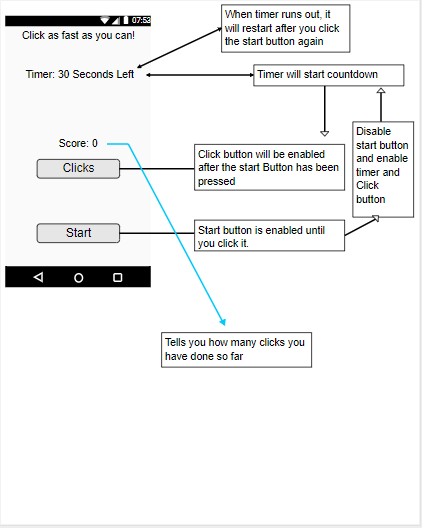 07:53
Click as fast as you can!
When timer runs out, it
will restart after you click
the start button again
Timer: 30 Seconds Left
Timer will start countdown
Disable
start button
and enable
timer and
Click
button
Score: 0
Click button will be enabled
after the start Button has been
pressed
Clicks
Start button is enabled until
you click it.
Start
Tells you how many clicks you
have done so far